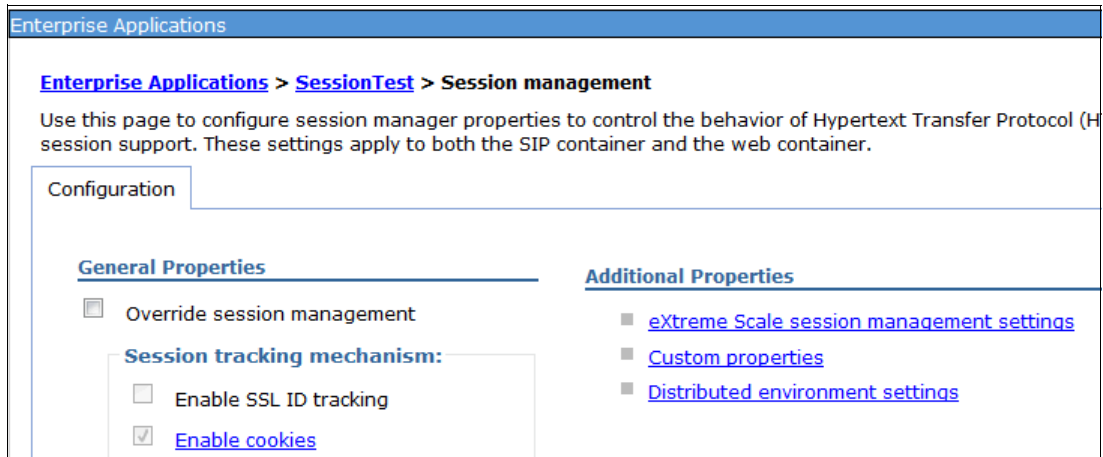 Enterprise Applications
Enterprise Applications > SessionTest > Session management
Use this page to configure session manager properties to control the behavior of Hypertext Transfer Protocol (H
session support. These settings apply to both the SIP container and the web container.
Configuration
General Properties
Override session management
Session tracking mechanism:
Enable SSL ID tracking
Enable cookies
Additional Properties
eXtreme Scale session management settings
Custom properties
Distributed environment settings